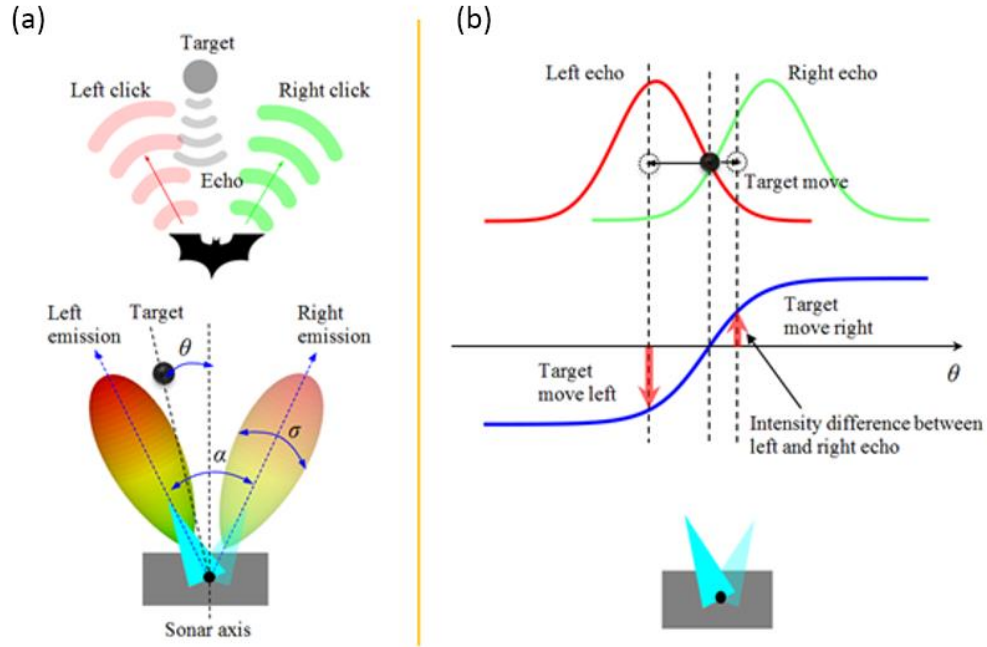 (a)
Target
Left click
Right click
Echo
Left
emission
Target
Right
emission
θ
σ
α
Sonar axis
(b)
Left echo
Right echo
Target move
Target
move right
θ
Target
move left
Intensity difference between
left and right echo